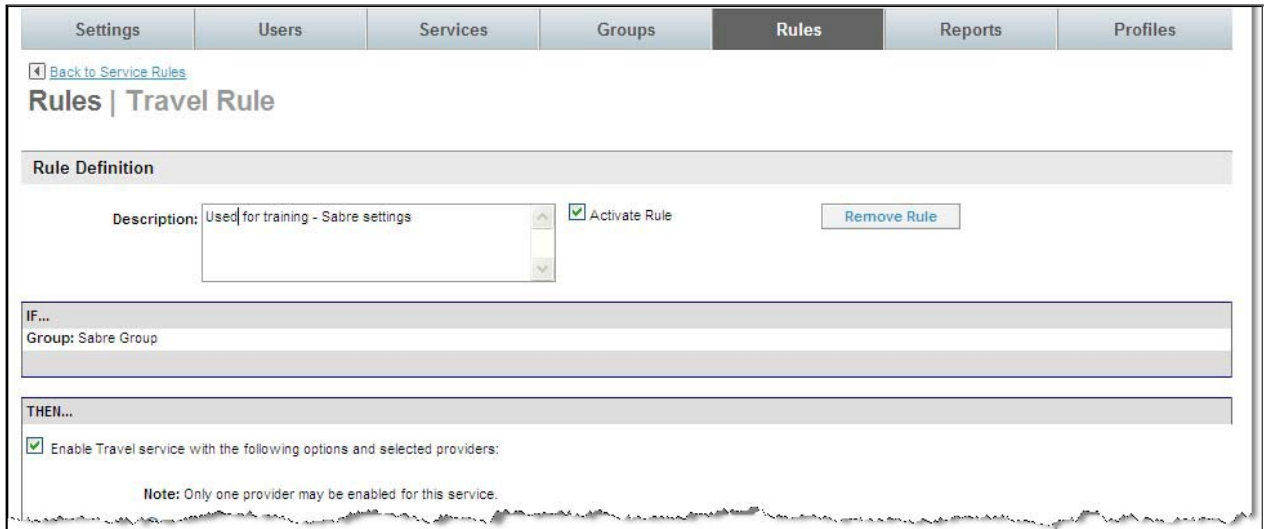 Settings Users Services Groups Rules Reports Profiles
Back to Service Rules
Rules | Travel Rule
Rule Definition
Description: Used for training - Sabre settings Activate Rule Remove Rule
IF...
Group: Sabre Group
THEN...
Enable Travel service with the following options and selected providers:
Note: Only one provider may be enabled for this service.